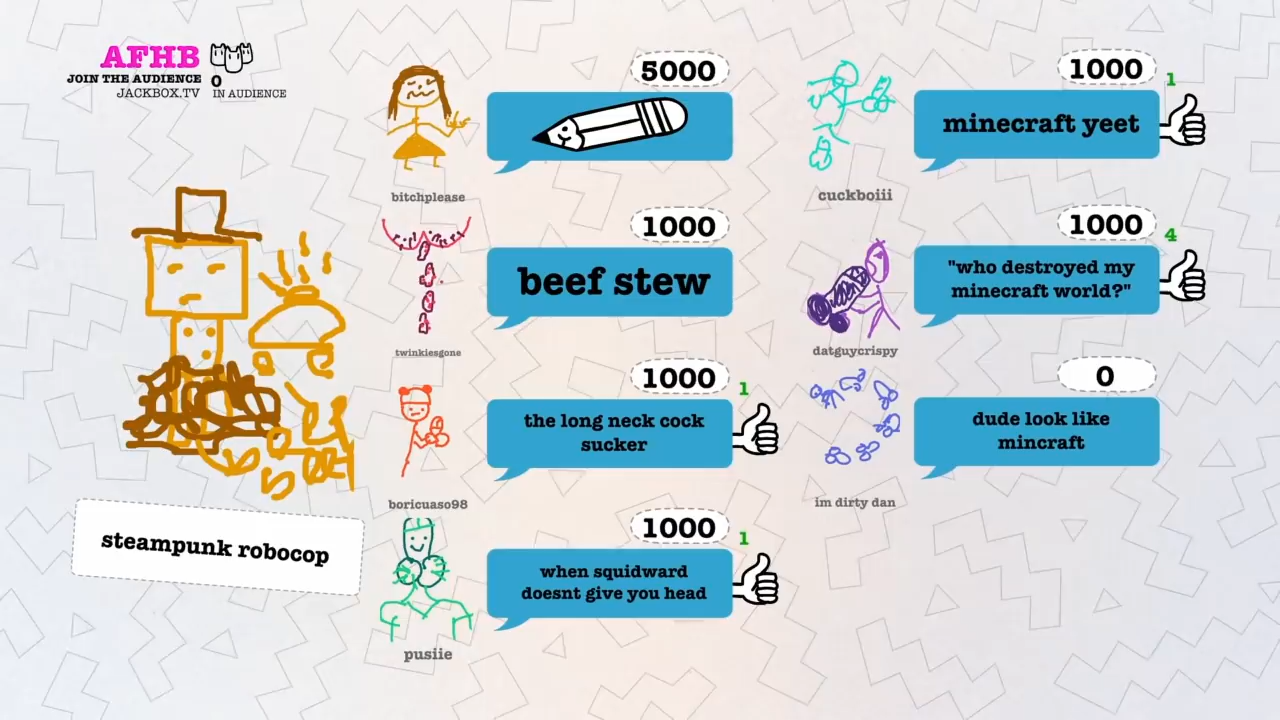 AFHB
JOIN THE AUDIENCE
JACKBOX.TV
0
IN AUDIENCE
steampunk robocop
5000
bitchplease
1000
beef stew
twinkiesgone
1000
1
the long neck cock
sucker
boricuaso98
1000
1
when squidward
doesnt give you head
pusiie
1000
1
minecraft yeet
cuckboiii
1000
4
"who destroyed my
minecraft world?"
datguycrispy
0
dude look like
mincraft
im dirty dan